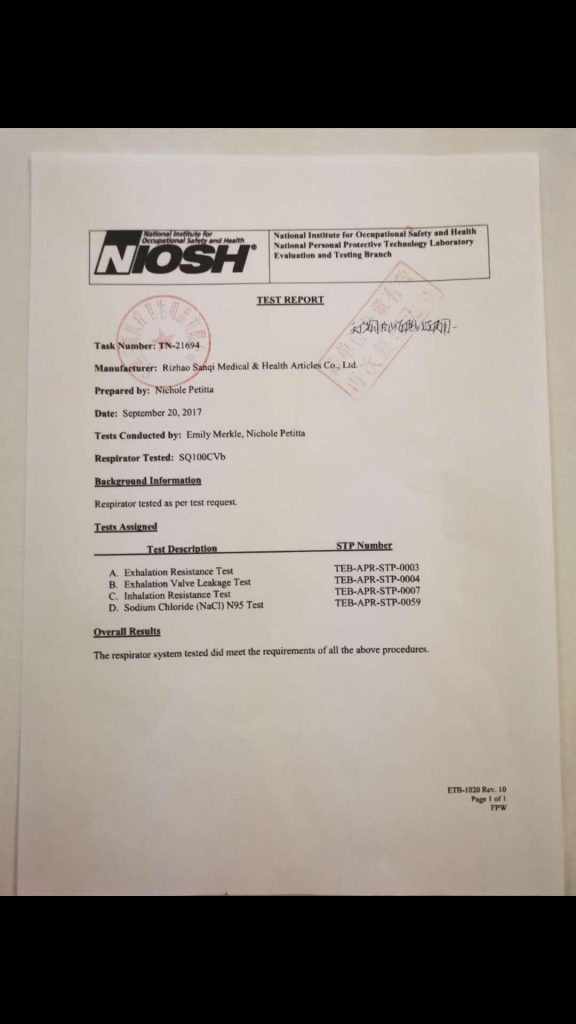 National Institute for
Occupational Safety and Health
NIOSH®
National Institute for Occupational Safety and Health
National Personal Protective Technology Laboratory
Evaluation and Testing Branch
TEST REPORT
Task Number: TN-21694
Manufacturer: Rizhao Sanqi Medical & Health Articles Co., Ltd.
Prepared by: Nichole Petitta
Date: September 20, 2017
Tests Conducted by: Emily Merkle, Nichole Petitta
Respirator Tested: SQ100CVb
Background Information
Respirator tested as per test request.
Tests Assigned
Test Description STP Number
A. Exhalation Resistance Test TEB-APR-STP-0003
B. Exhalation Valve Leakage Test TEB-APR-STP-0004
C. Inhalation Resistance Test TEB-APR-STP-0007
D. Sodium Chloride (NaCl) N95 Test TEB-APR-STP-0059
Overall Results
The respirator system tested did meet the requirements of all the above procedures.
ETB-1020 Rev. 10
Page 1 of 1
FPW